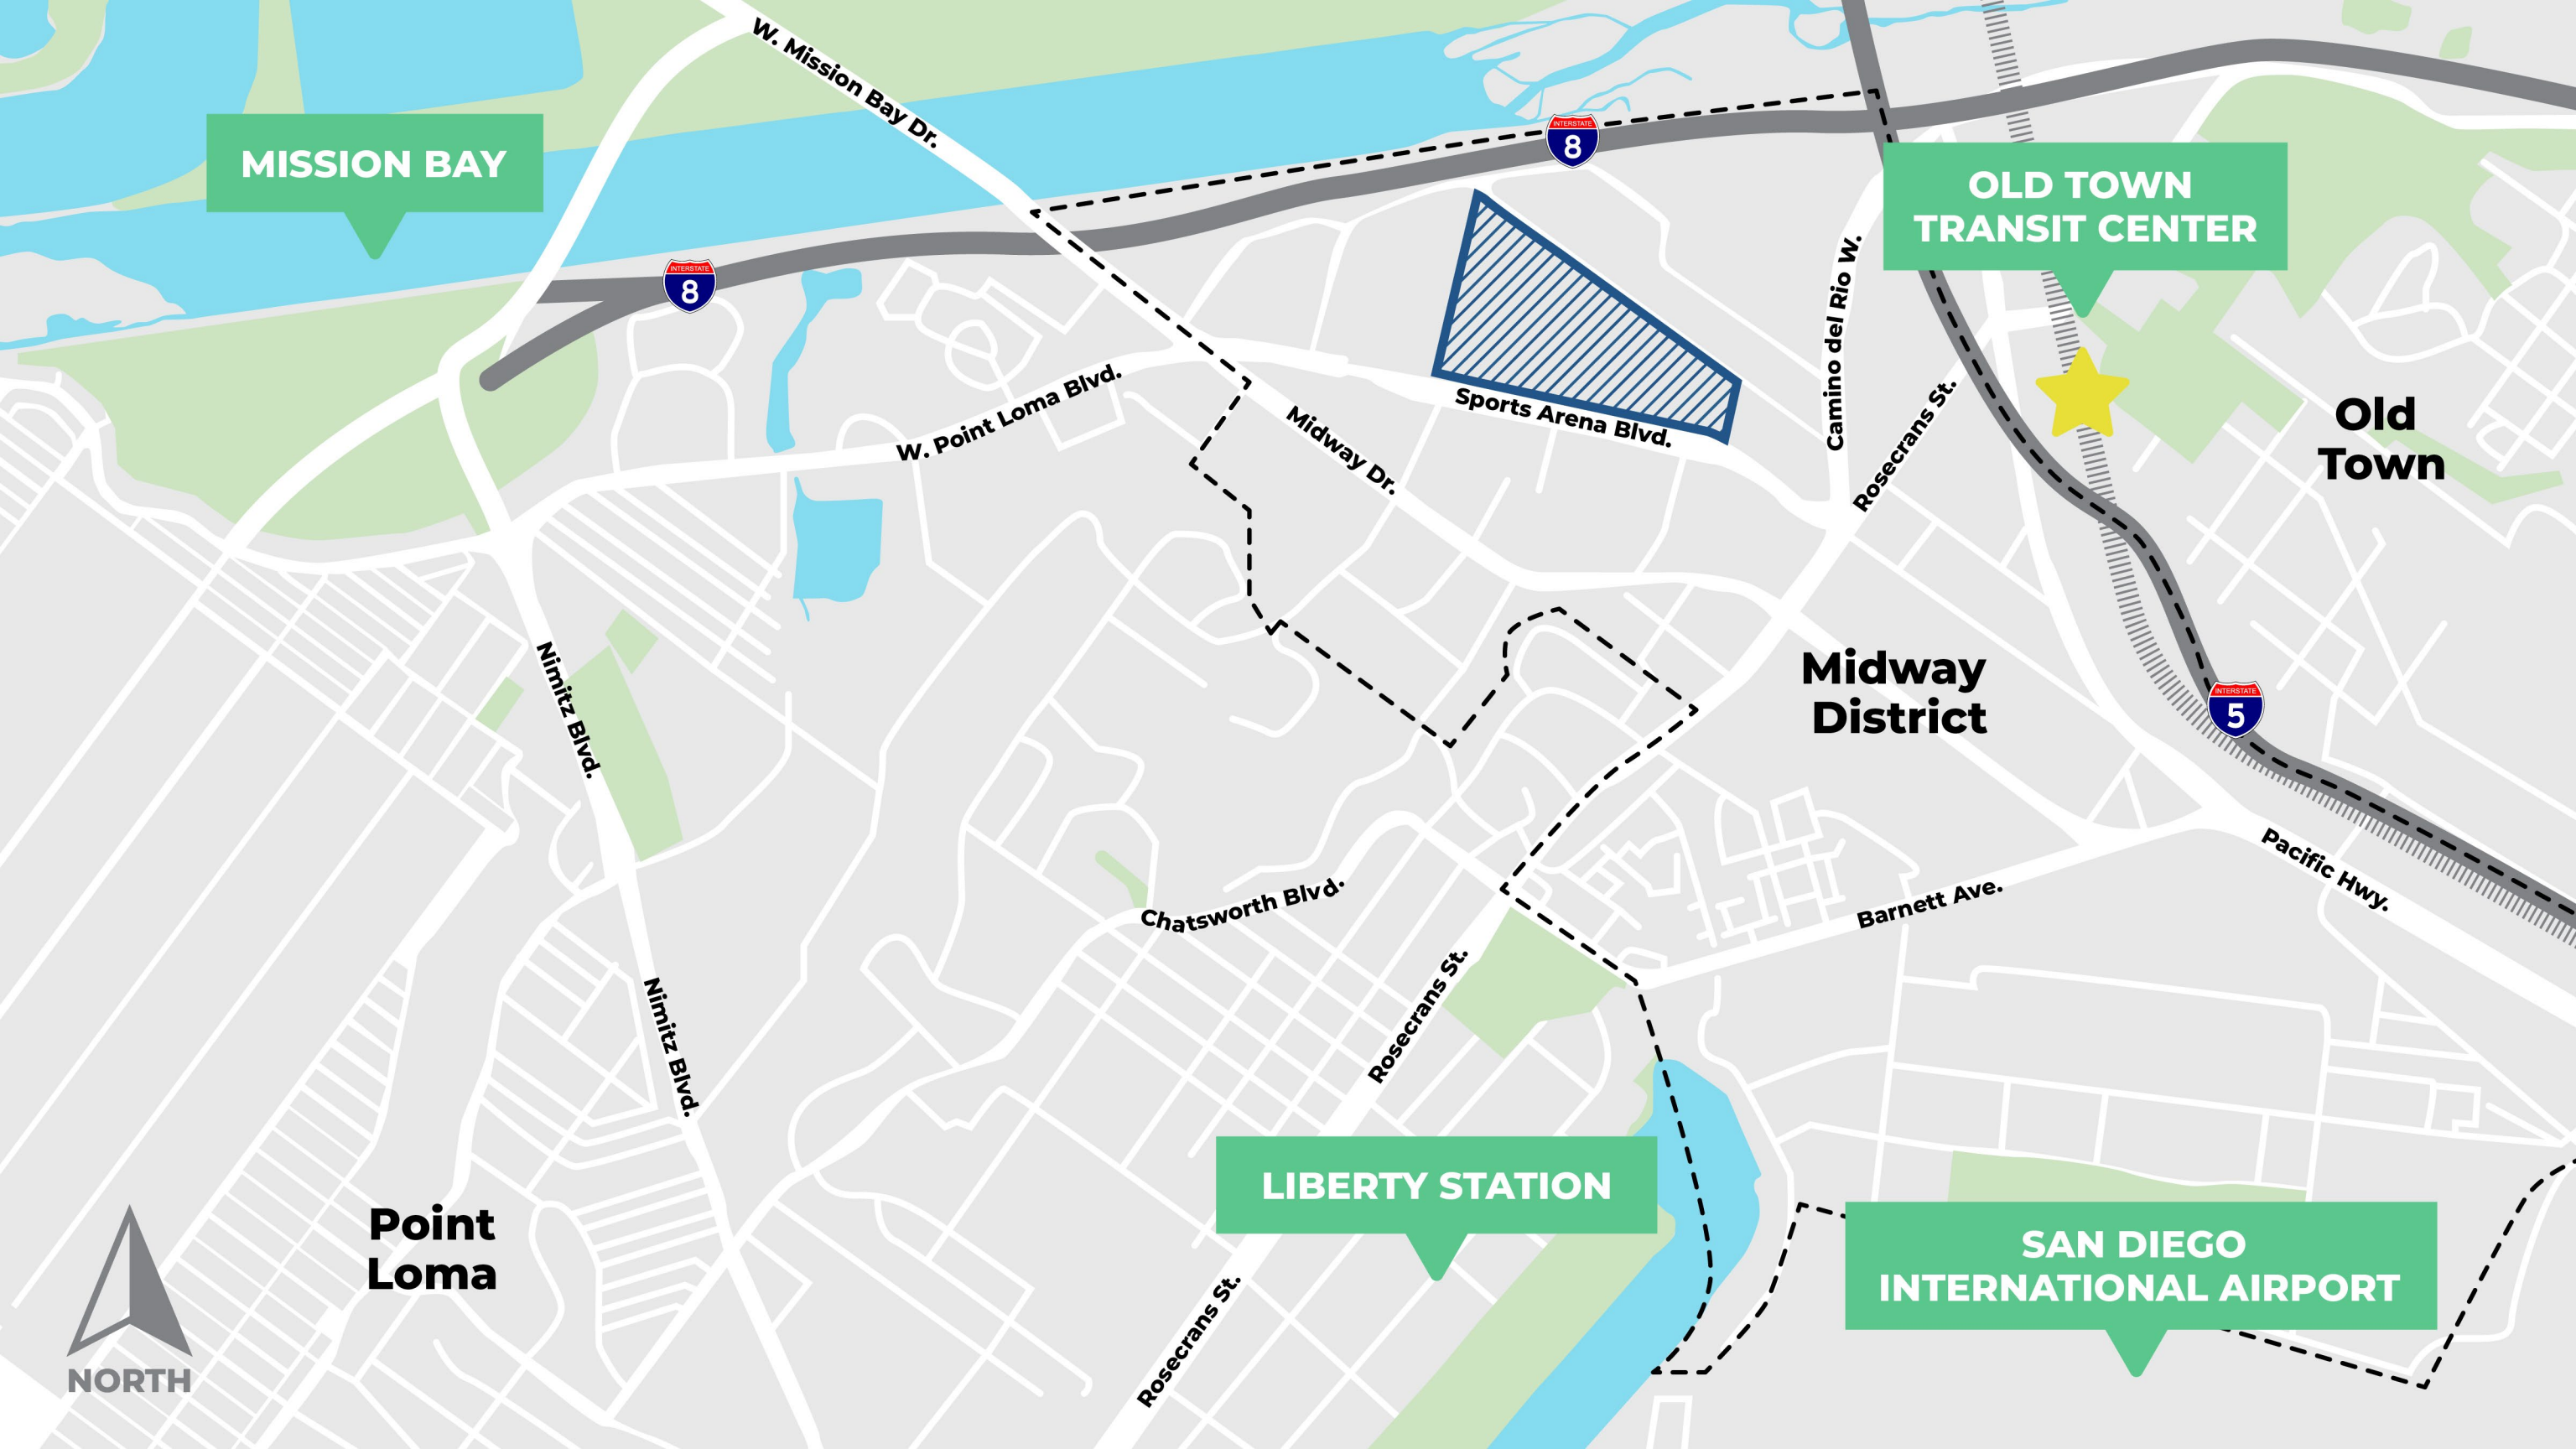 W. Mission Bay Dr.
MISSION BAY
INTERSTATE
8
INTERSTATE
8
OLD TOWN
TRANSIT CENTER
Camino del Rio W.
W. Point Loma Blvd.
Sports Arena Blvd.
Midway Dr.
Rosecrans St.
Old
Town
Nimitz Blvd.
Midway
District
INTERSTATE
5
Pacific Hwy.
Chatsworth Blvd.
Barnett Ave.
Rosecrans St.
Nimitz Blvd.
LIBERTY STATION
Point
Loma
SAN DIEGO
INTERNATIONAL AIRPORT
Rosecrans St.
NORTH